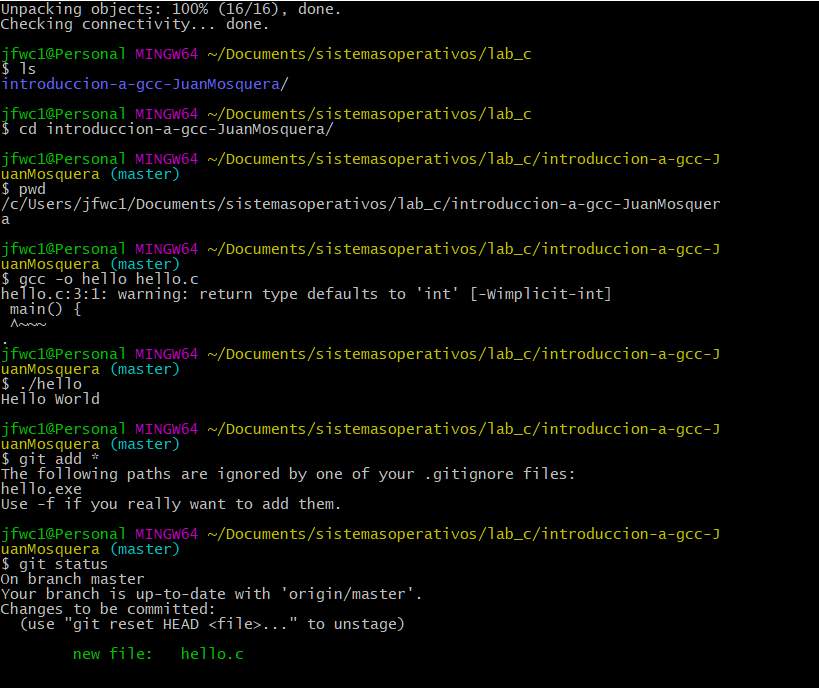 Unpacking objects: 100% (16/16), done.
Checking connectivity... done.
jfwc1@Personal MINGW64 ~/Documents/sistemasoperativos/lab_c
$ ls
introduccion-a-gcc-JuanMosquera/
jfwc1@Personal MINGW64 ~/Documents/sistemasoperativos/lab_c
$ cd introduccion-a-gcc-JuanMosquera/
jfwc1@Personal MINGW64 ~/Documents/sistemasoperativos/lab_c/introduccion-a-gcc-J
uanMosquera (master)
$ pwd
/c/Users/jfwc1/Documents/sistemasoperativos/lab_c/introduccion-a-gcc-JuanMosquer
a
jfwc1@Personal MINGW64 ~/Documents/sistemasoperativos/lab_c/introduccion-a-gcc-J
uanMosquera (master)
$ gcc -o hello hello.c
hello.c:3:1: warning: return type defaults to 'int' [-Wimplicit-int]
 main() {
 ^~~~
.
jfwc1@Personal MINGW64 ~/Documents/sistemasoperativos/lab_c/introduccion-a-gcc-J
uanMosquera (master)
$ ./hello
Hello World
jfwc1@Personal MINGW64 ~/Documents/sistemasoperativos/lab_c/introduccion-a-gcc-J
uanMosquera (master)
$ git add *
The following paths are ignored by one of your .gitignore files:
hello.exe
Use -f if you really want to add them.
jfwc1@Personal MINGW64 ~/Documents/sistemasoperativos/lab_c/introduccion-a-gcc-J
uanMosquera (master)
$ git status
On branch master
Your branch is up-to-date with 'origin/master'.
Changes to be committed:
  (use "git reset HEAD <file>..." to unstage)
        new file:   hello.c